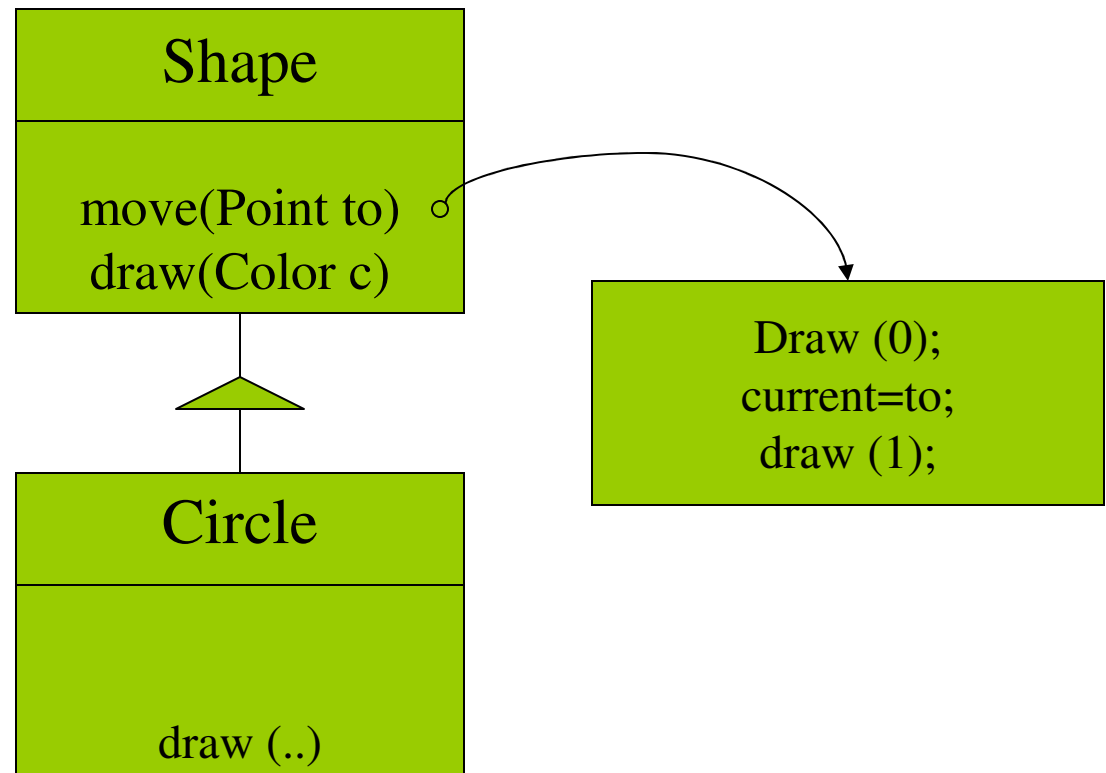 Shape
move(Point to)
draw(Color c)
Draw (0);
current=to;
draw (1);
Circle
draw (..)